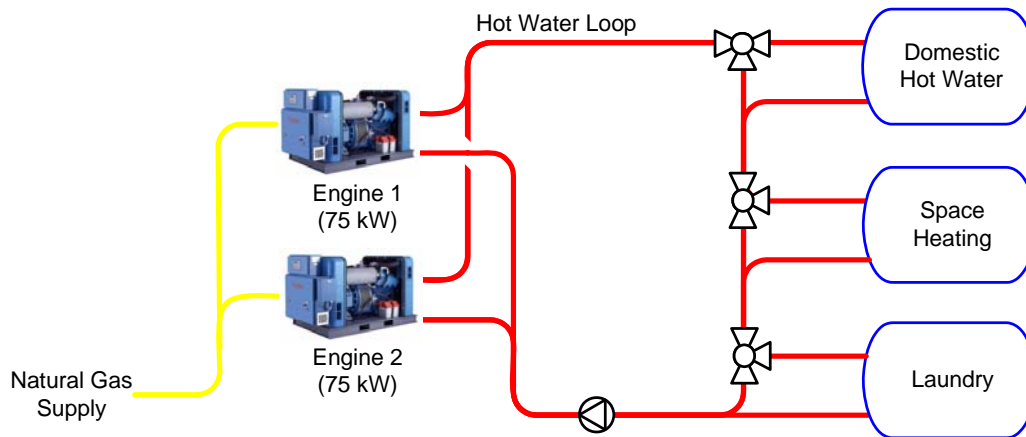 Hot Water Loop
Domestic
Hot Water
Engine 1
(75 kW)
Space
Heating
Engine 2
(75 kW)
Natural Gas
Supply
Laundry